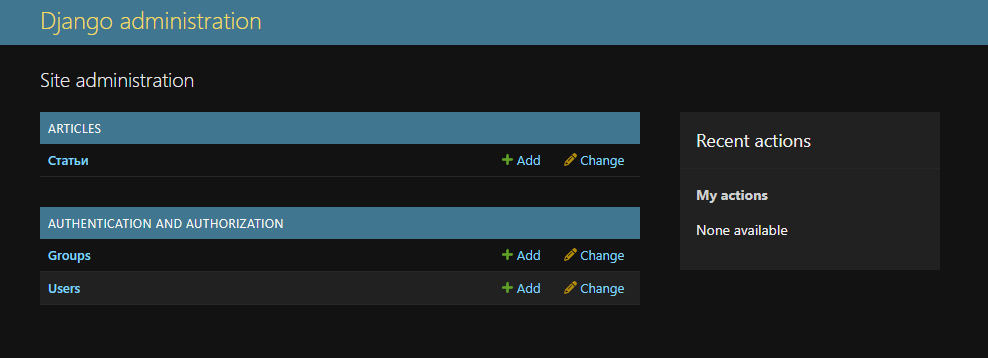 Django administration
Site administration
ARTICLES
Статьи Add Change
AUTHENTICATION AND AUTHORIZATION
Groups Add Change
Users Add Change
Recent actions
My actions
None available